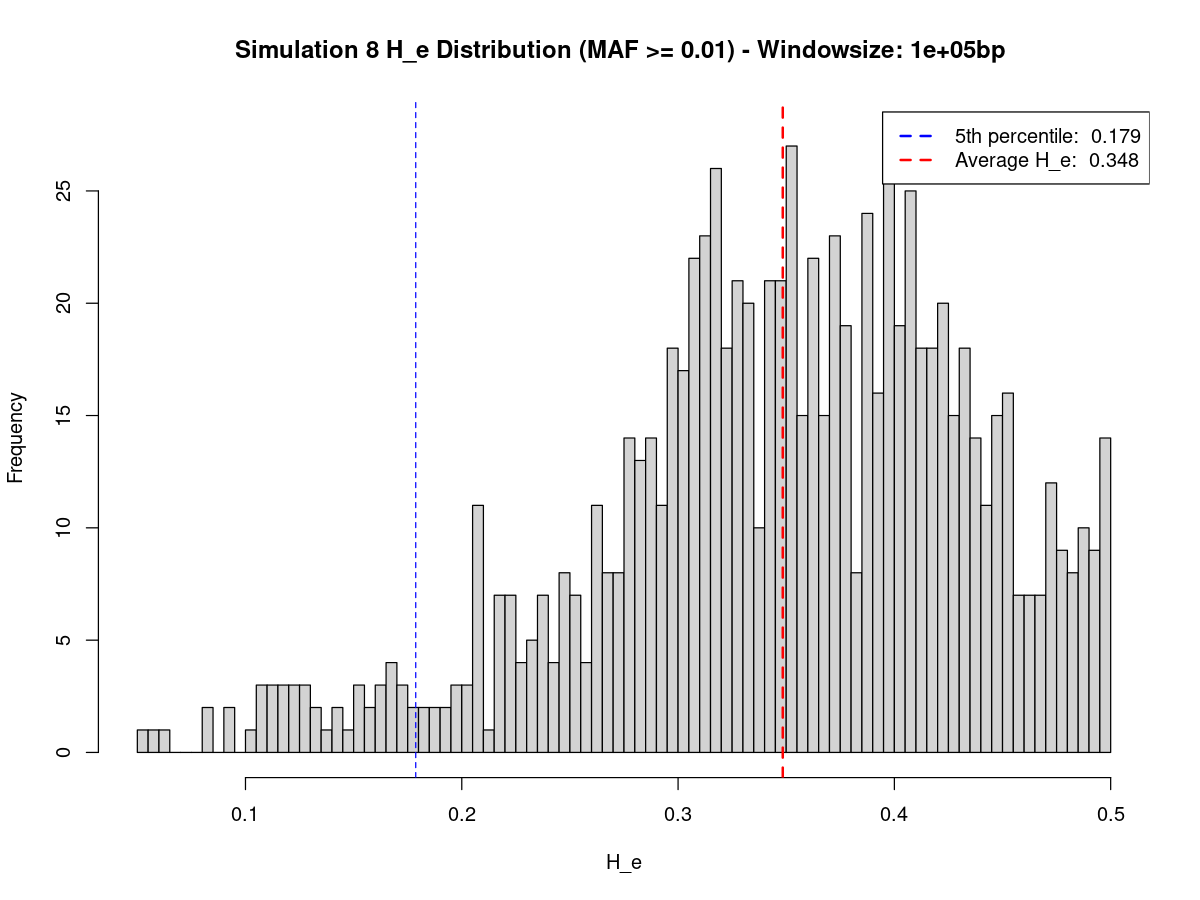 Simulation 8 H_e Distribution (MAF >= 0.01) - Windowsize: 1e+05bp
5th percentile: 0.179
Average H_e: 0.348
Frequency
25
20
15
10
5
0
0.1 0.2 0.3 0.4 0.5
H_e